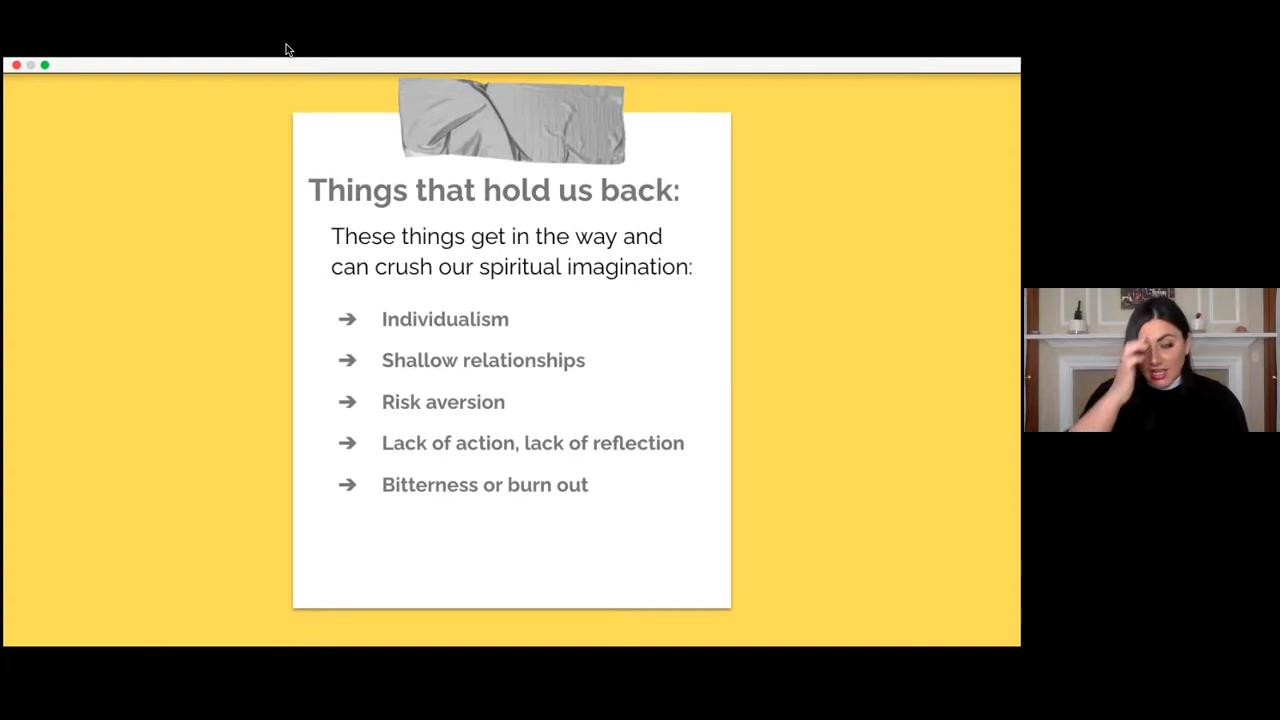 Things that hold us back:
These things get in the way and
can crush our spiritual imagination:
➔ Individualism
➔ Shallow relationships
➔ Risk aversion
➔ Lack of action, lack of reflection
➔ Bitterness or burn out